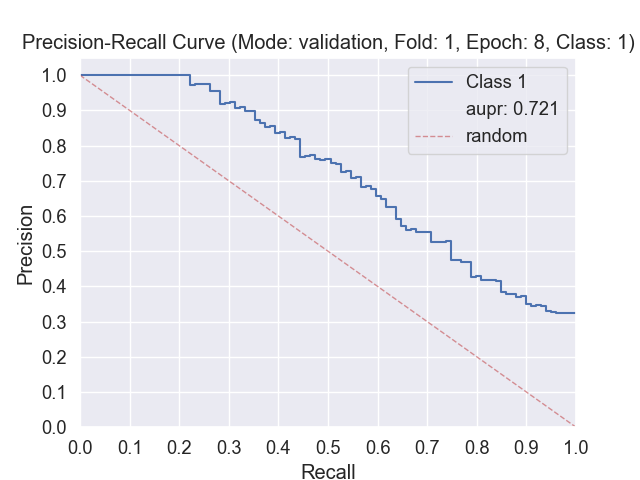 Precision-Recall Curve (Mode: validation, Fold: 1, Epoch: 8, Class: 1)
Class 1
aupr: 0.721
random
Precision
1.0
0.9
0.8
0.7
0.6
0.5
0.4
0.3
0.2
0.1
0.0
0.0 0.1 0.2 0.3 0.4 0.5 0.6 0.7 0.8 0.9 1.0
Recall